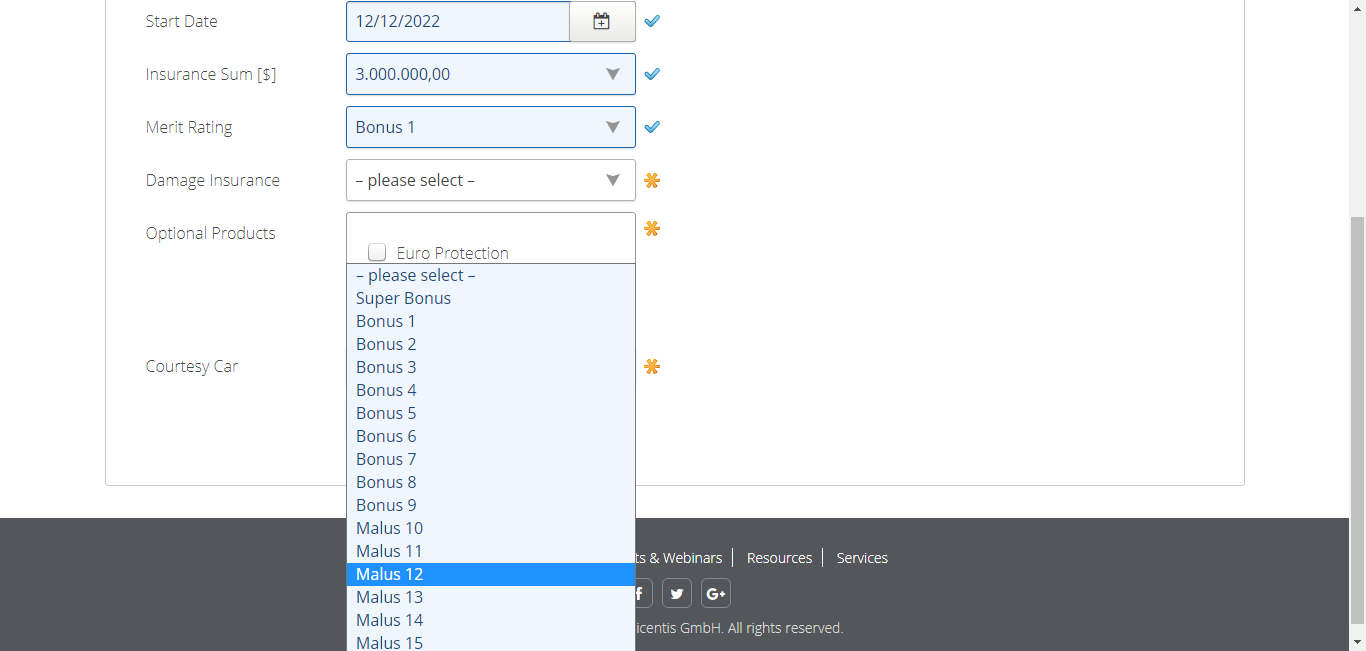 Start Date 12/12/2022
Insurance Sum [$] 3.000.000,00
Merit Rating Bonus 1
Damage Insurance – please select –
Optional Products
Euro Protection
– please select –
Super Bonus
Bonus 1
Bonus 2
Bonus 3
Courtesy Car
Bonus 4
Bonus 5
Bonus 6
Bonus 7
Bonus 8
Bonus 9
Malus 10
Malus 11
Malus 12
Malus 13
Malus 14
Malus 15
ts & Webinars Resources Services
f G+
icentis GmbH. All rights reserved.